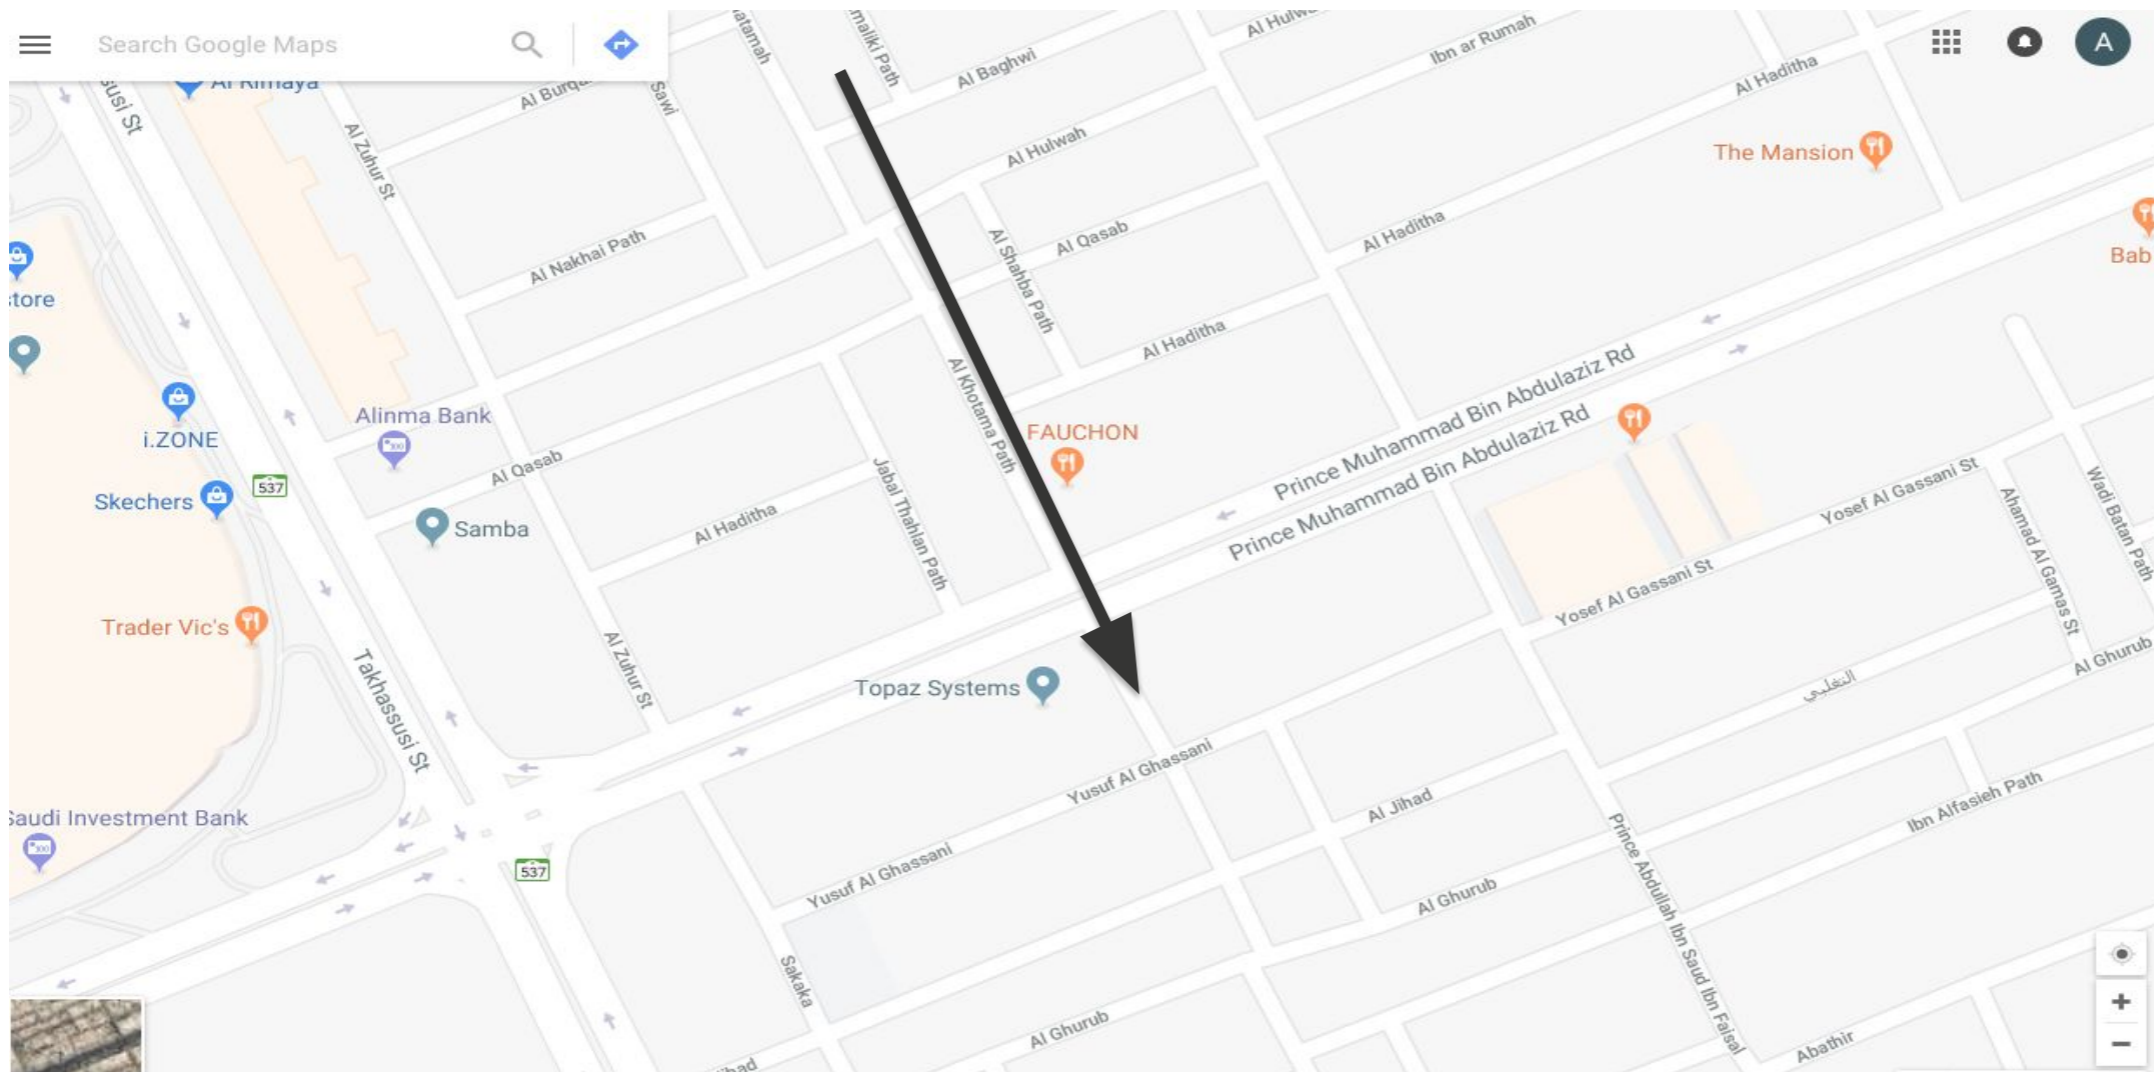 Search Google Maps
A
Al Rimaya
Al Burqa
Sawi
maliki Path
Al Baghwi
Ibn ar Rumah
Al Haditha
Al Zuhur St
Al Hulwah
The Mansion
Al Nakhai Path
Al Qasab
Al Shahba Path
Al Haditha
Bab
store
Al Haditha
i.ZONE
Alinma Bank
Al Khotama Path
FAUCHON
Prince Muhammad Bin Abdulaziz Rd
Prince Muhammad Bin Abdulaziz Rd
537
Al Qasab
Skechers
Samba
Al Haditha
Jabal Thahlan Path
Yosef Al Gassani St
Ahamad Al Gamas St
Wadi Batan Path
Yosef Al Gassani St
Trader Vic's
Takhassusi St
Al Zuhur St
Topaz Systems
التغلبي
Al Ghurub
Yusuf Al Ghassani
Al Jihad
Ibn Alfasieh Path
Saudi Investment Bank
537
Yusuf Al Ghassani
Al Ghurub
Prince Abdullah Ibn Saud Ibn Faisal
Sakaka
Al Ghurub
Abathir